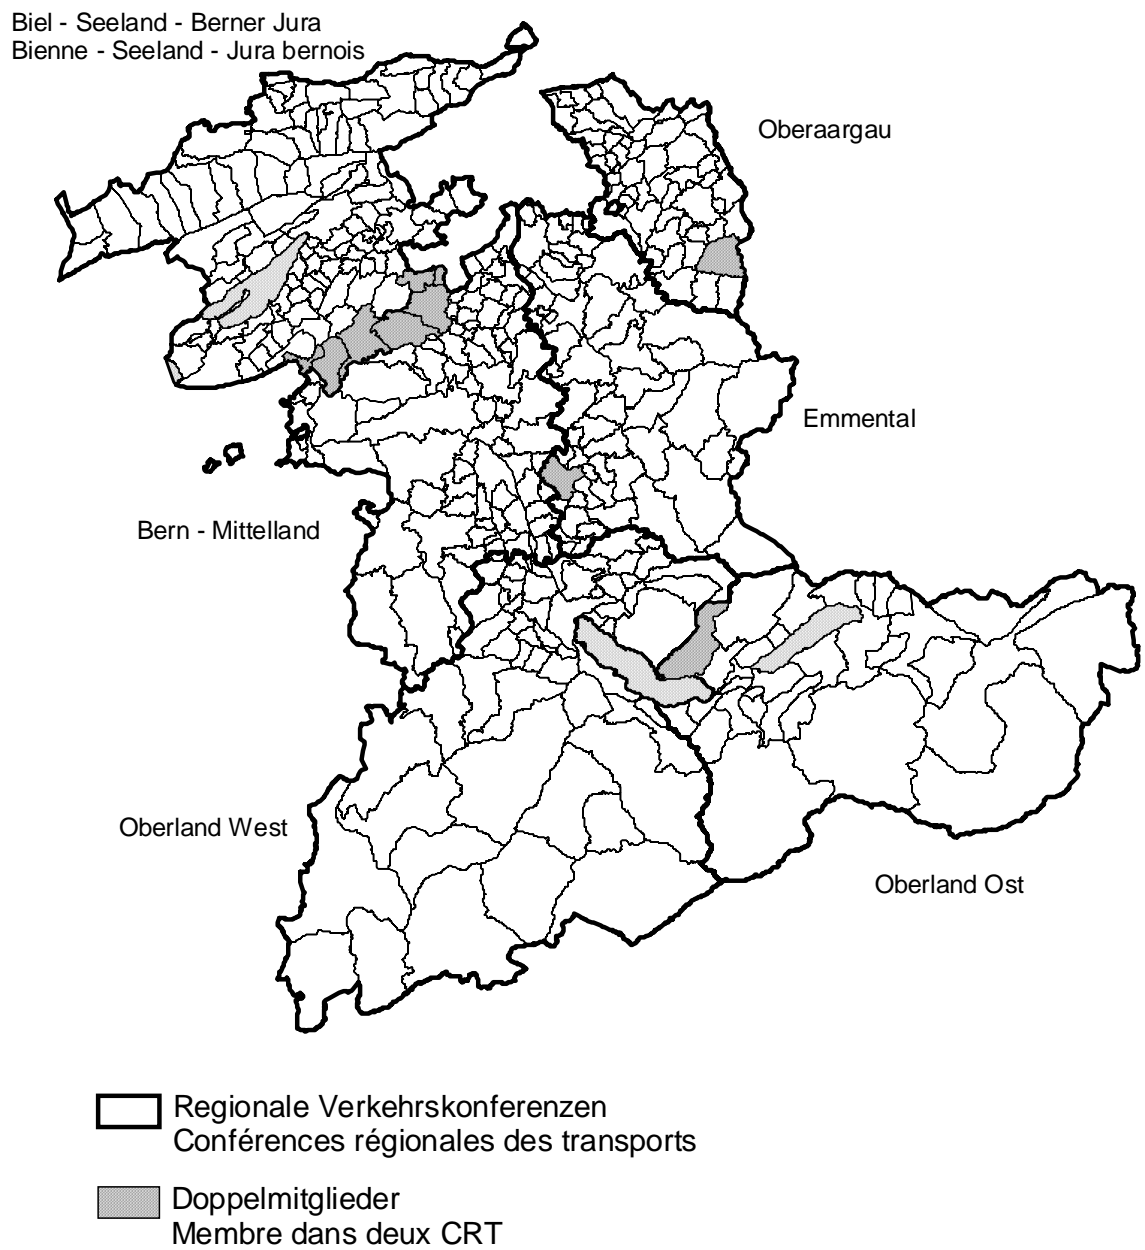 Biel - Seeland - Berner Jura
Bienne - Seeland - Jura bernois
Oberaargau
Emmental
Bern - Mittelland
Oberland West
Oberland Ost
Regionale Verkehrskonferenzen
Conférences régionales des transports
Doppelmitglieder
Membre dans deux CRT